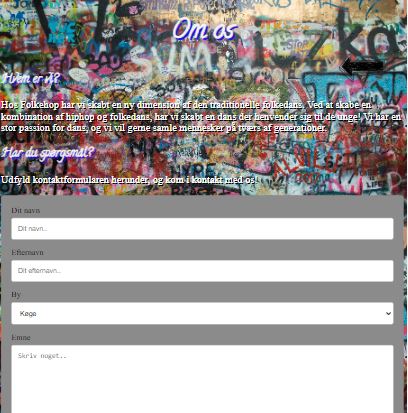 Om os
Hvem er vi?
Hos Folkehop har vi skabt en ny dimension af den traditionelle folkedans. Ved at skabe en
kombination af hiphop og folkedans, har vi skabt en dans der henvender sig til de unge! Vi har en
stor passion for dans, og vi vil gerne samle mennesker på tværs af generationer.
Har du spørgsmål?
Udfyld kontaktformularen herunder, og kom i kontakt med os!
Dit navn
Dit navn..
Efternavn
Dit efternavn..
By
Køge
Emne
Skriv noget..